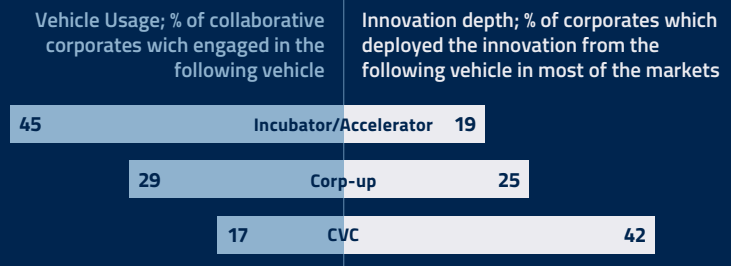 Vehicle Usage; % of collaborative
corporates wich engaged in the
following vehicle
Innovation depth; % of corporates which
deployed the innovation from the
following vehicle in most of the markets
45 Incubator/Accelerator 19
29 Corp-up 25
17 CVC 42